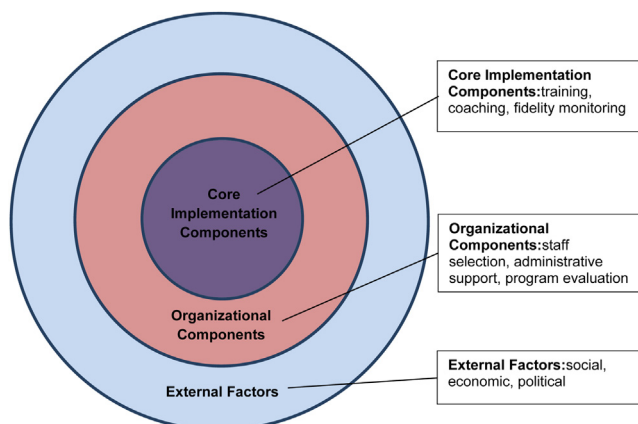 Core
Implementation
Components
Organizational
Components
External Factors
Core Implementation
Components:training,
coaching, fidelity monitoring
Organizational
Components:staff
selection, administrative
support, program evaluation
External Factors:social,
economic, political